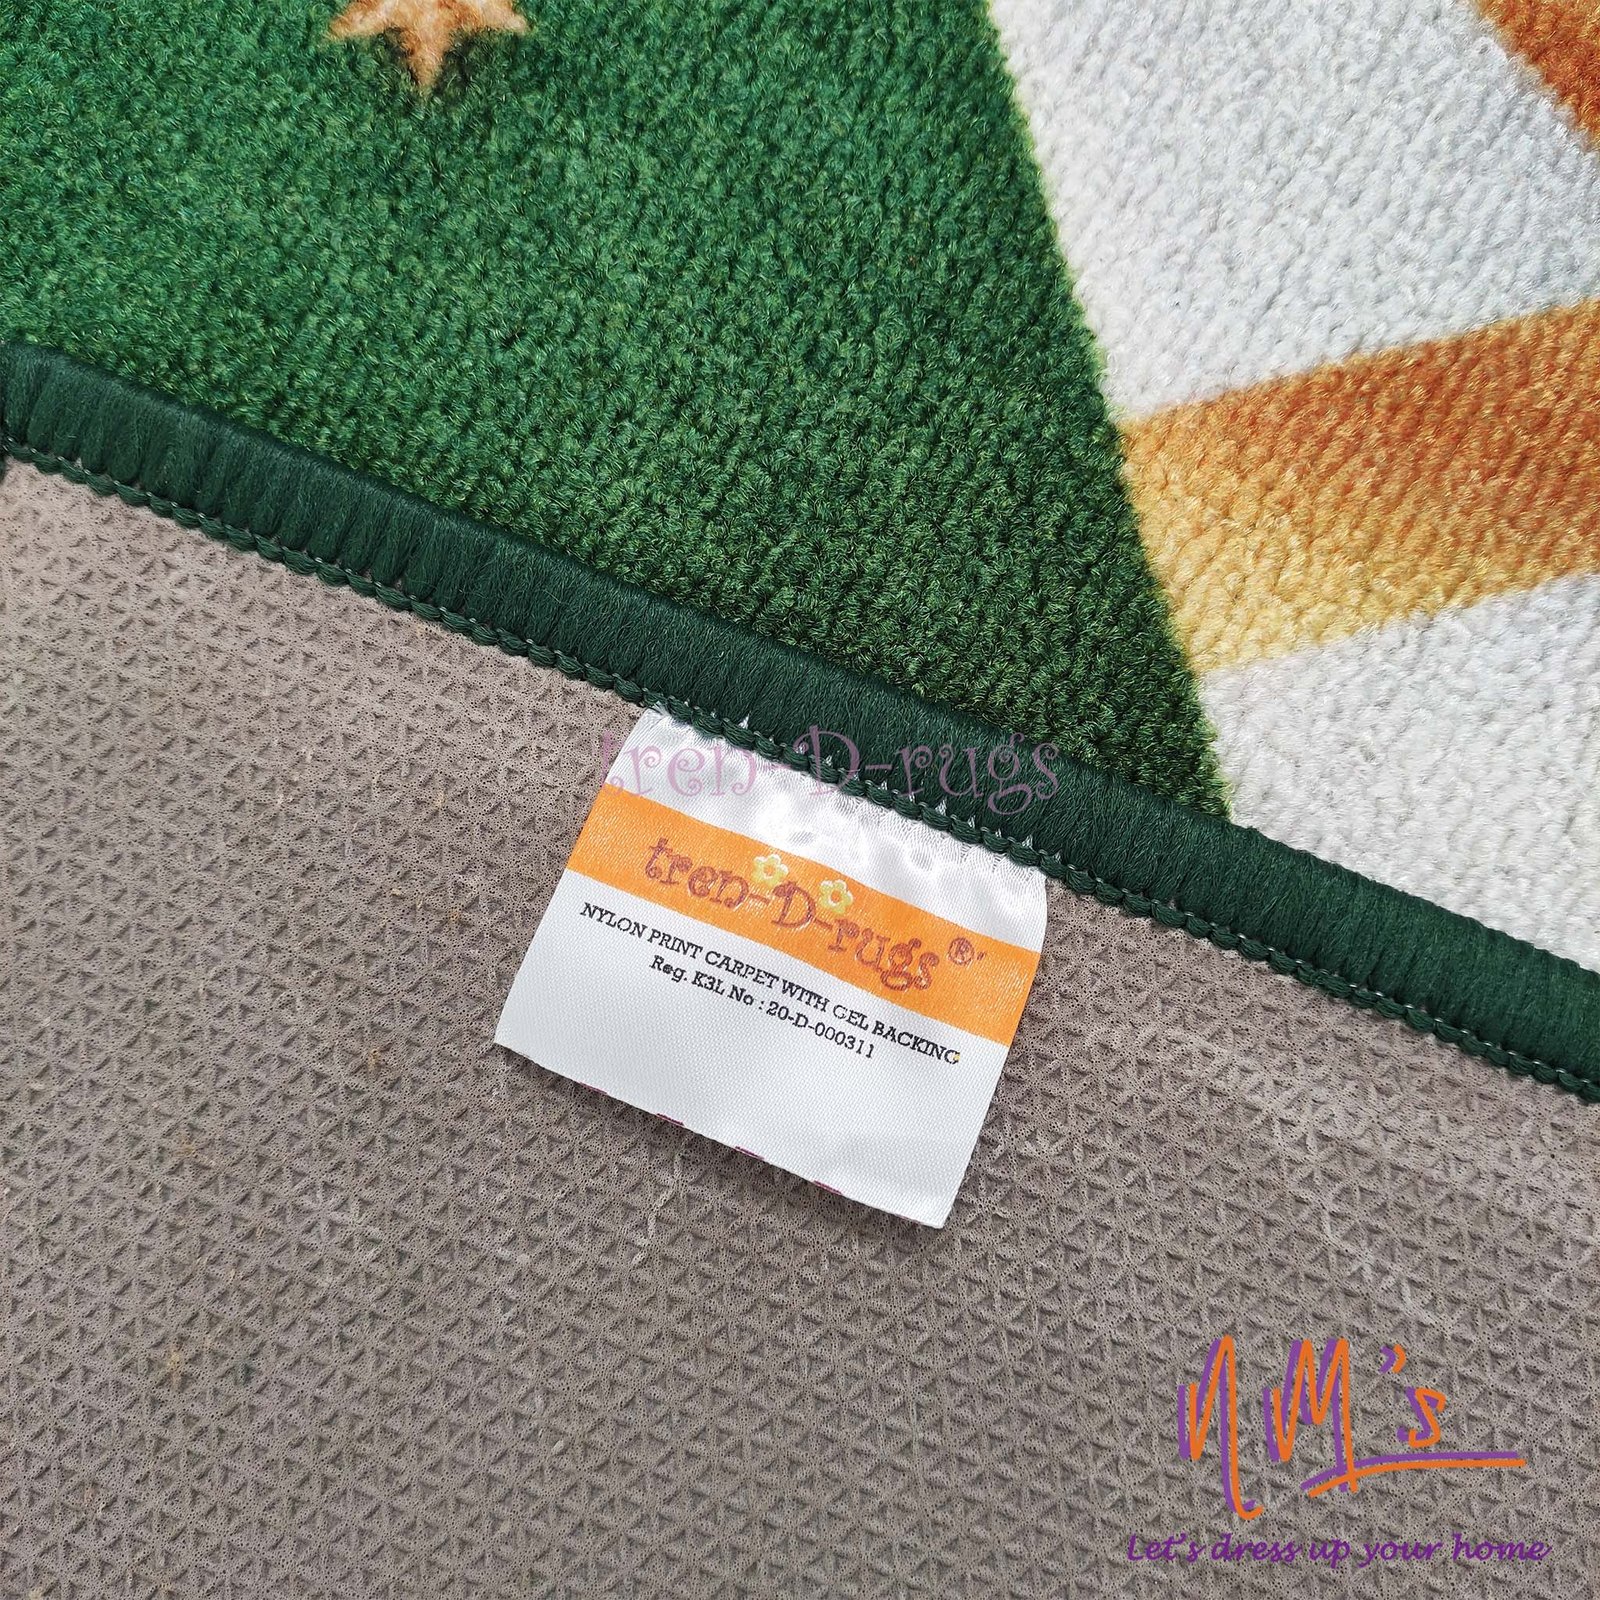 tren-D-rugs
tren-D-rugs®
NYLON PRINT CARPET WITH GEL BACKING
Reg. K3L No : 20-D-000311
NM's
Let's dress up your home